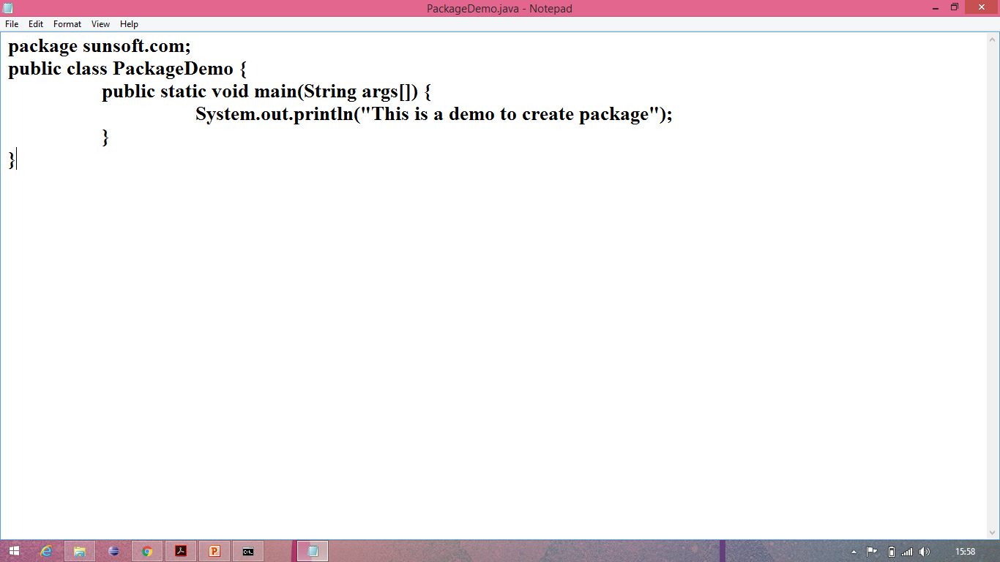 PackageDemo.java - Notepad
File Edit Format View Help
package sunsoft.com;
public class PackageDemo {
public static void main(String args[]) {
System.out.println("This is a demo to create package");
}
}
15:58